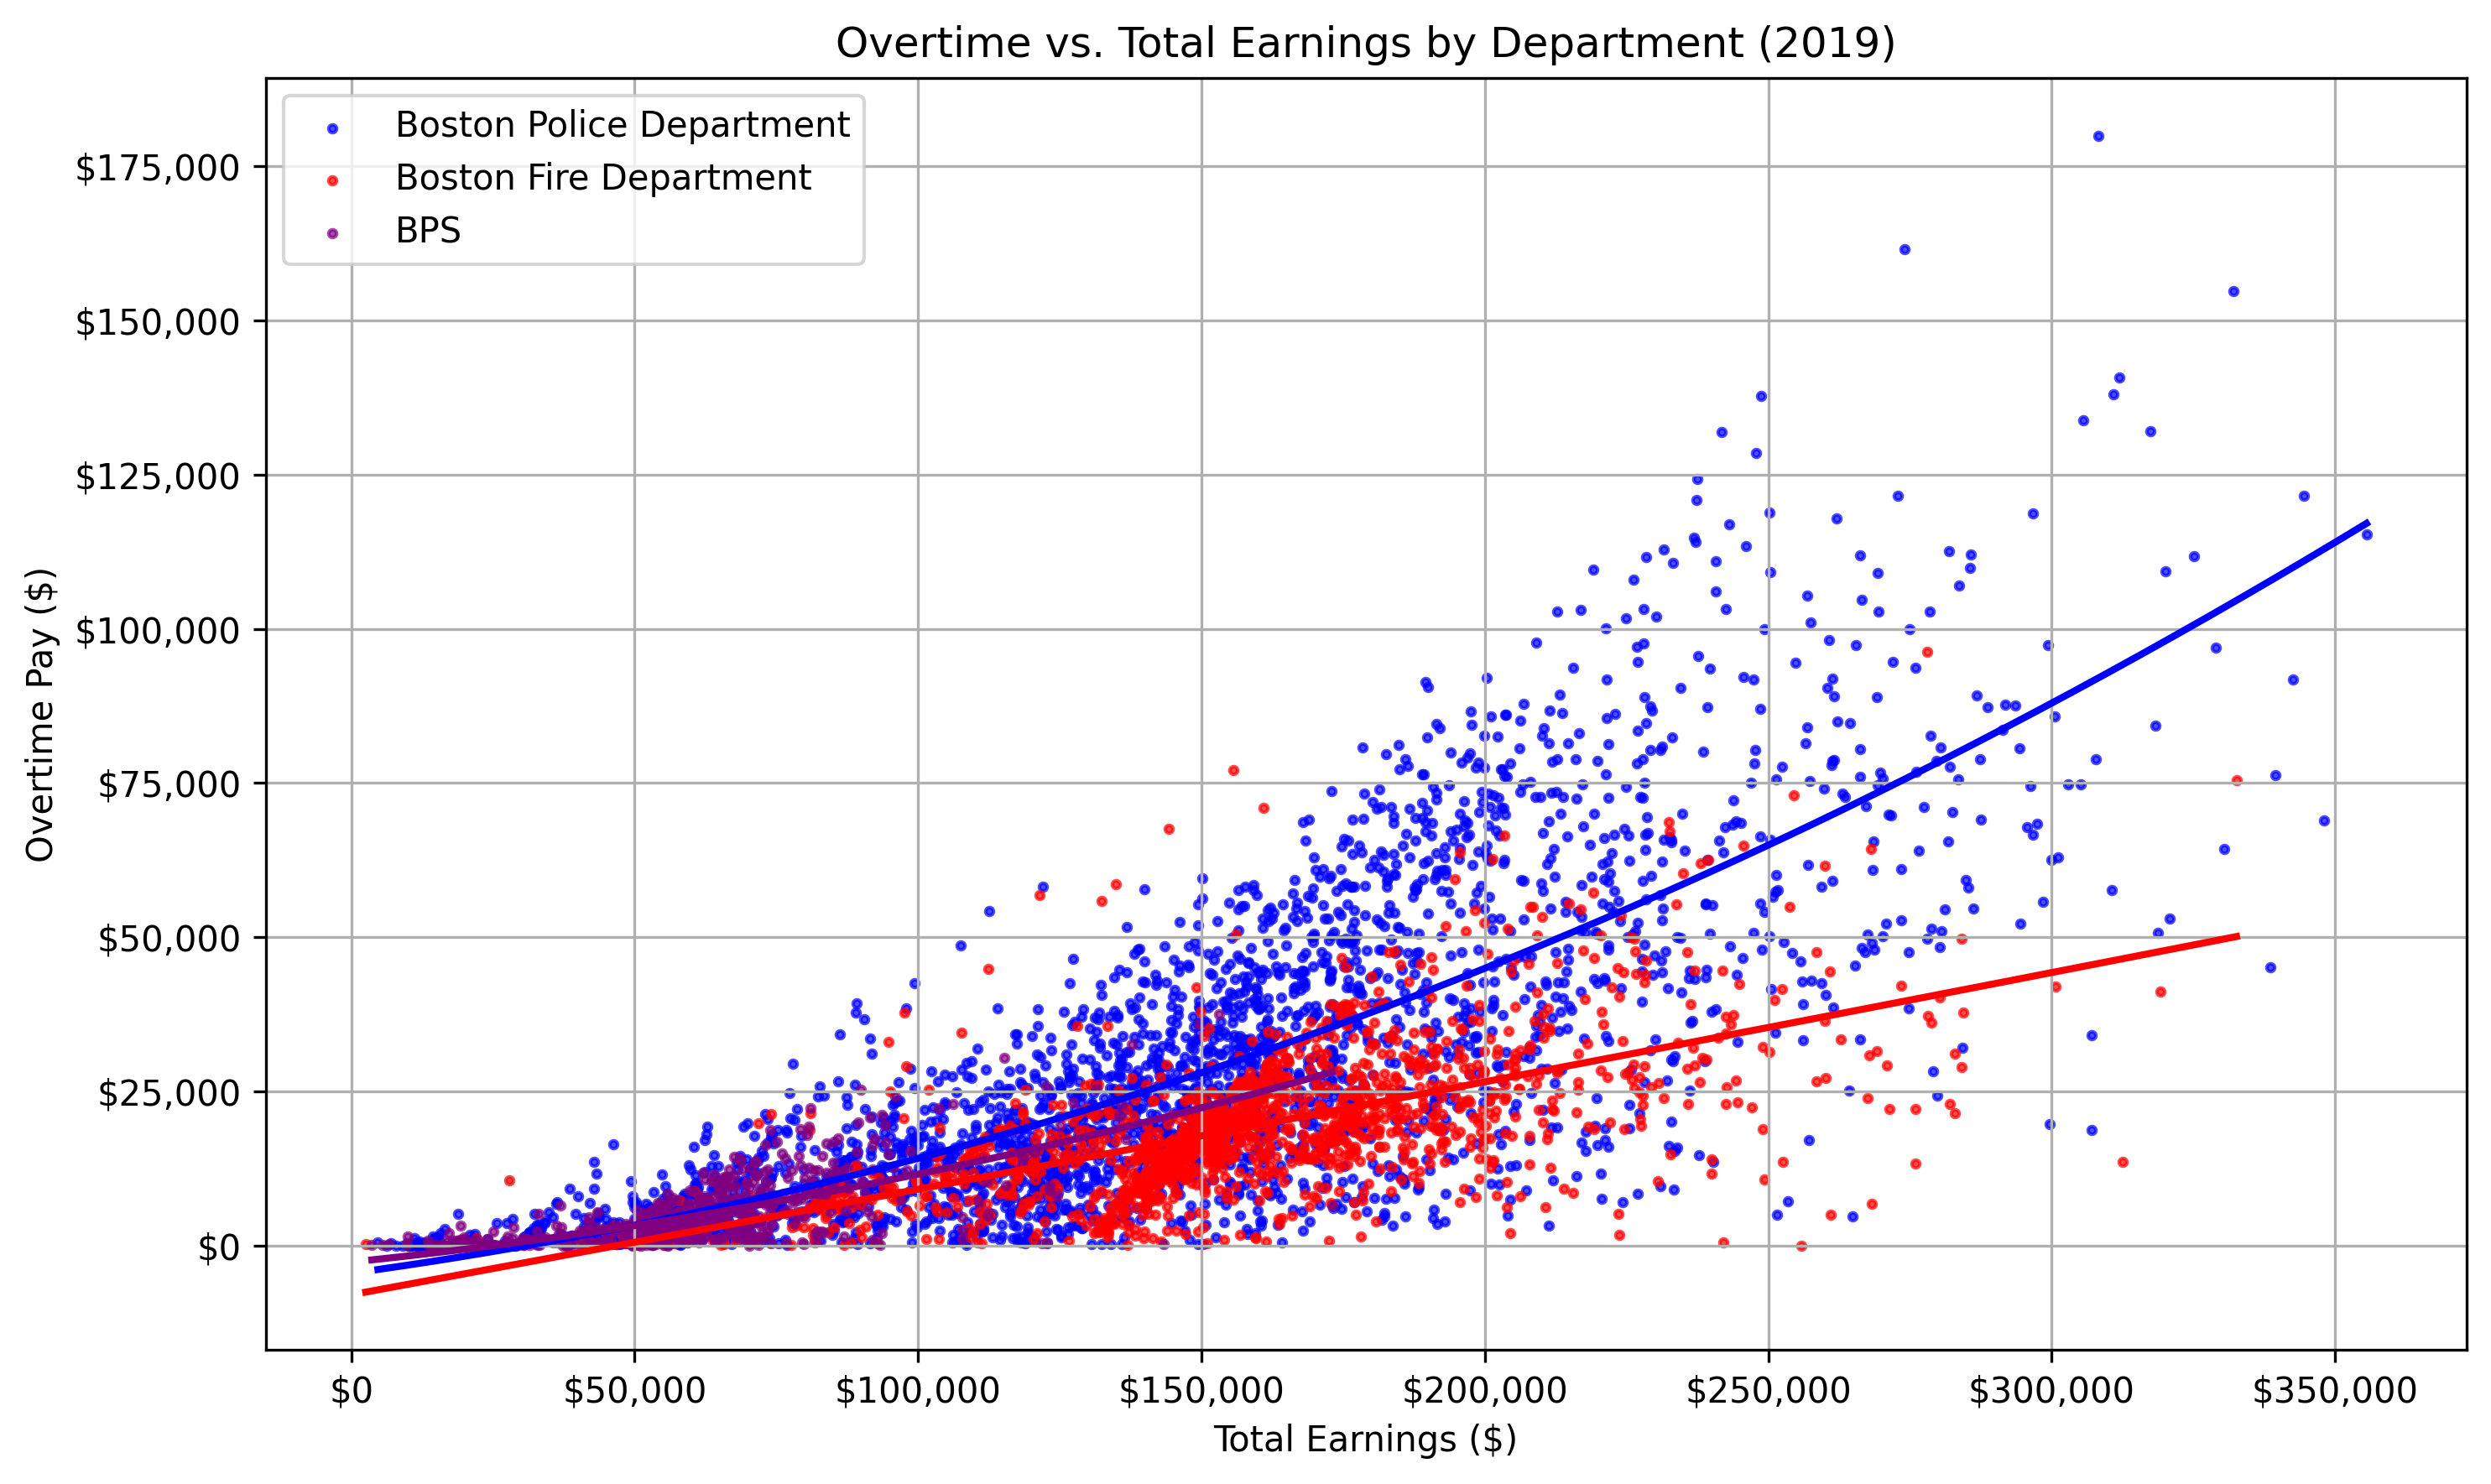 Overtime vs. Total Earnings by Department (2019)
Boston Police Department
Boston Fire Department
BPS
$175,000
$150,000
$125,000
$100,000
$75,000
$50,000
$25,000
$0
Overtime Pay ($)
$0 $50,000 $100,000 $150,000 $200,000 $250,000 $300,000 $350,000
Total Earnings ($)